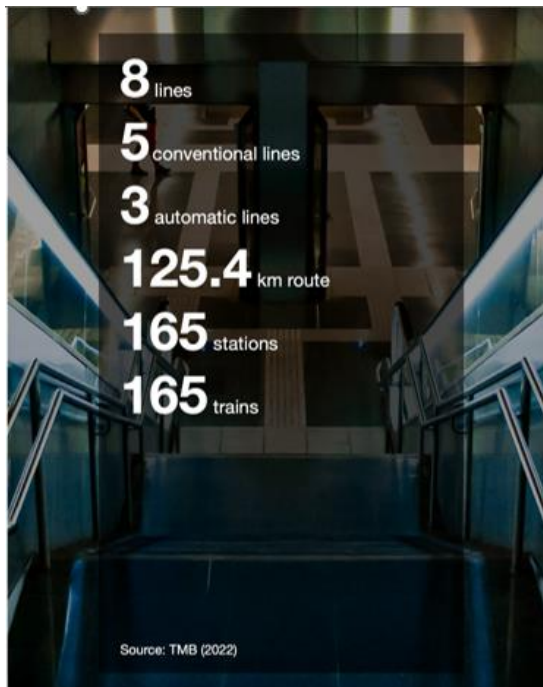 8 lines
5 conventional lines
3 automatic lines
125.4 km route
165 stations
165 trains
Source: TMB (2022)